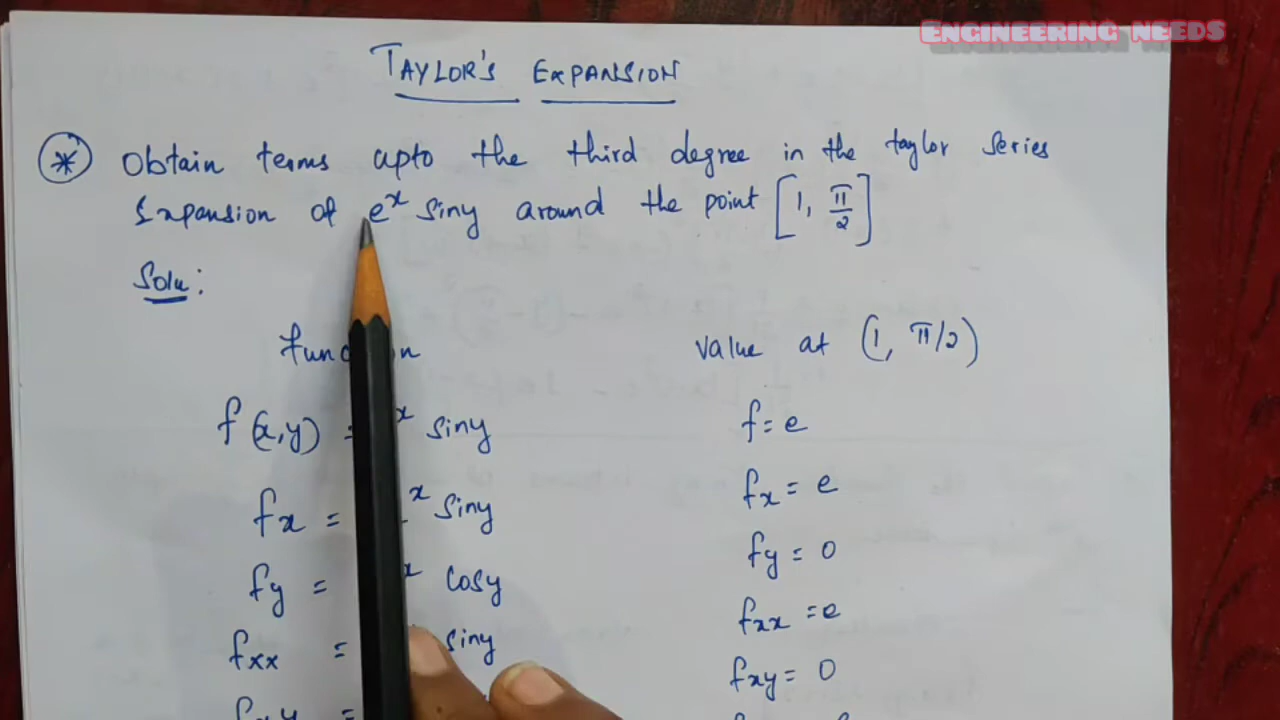 ENGINEERING NEEDS
TAYLOR'S EXPANSION
* Obtain terms upto the third degree in the taylor series
Expansion of e^x siny around the point [1, π/2]
Solu:
value at (1, π/2)
f(x,y) = x siny f = e
fx = x siny fx = e
fy = x cosy fy = 0
fxx = siny fxx = e
fxy = 0